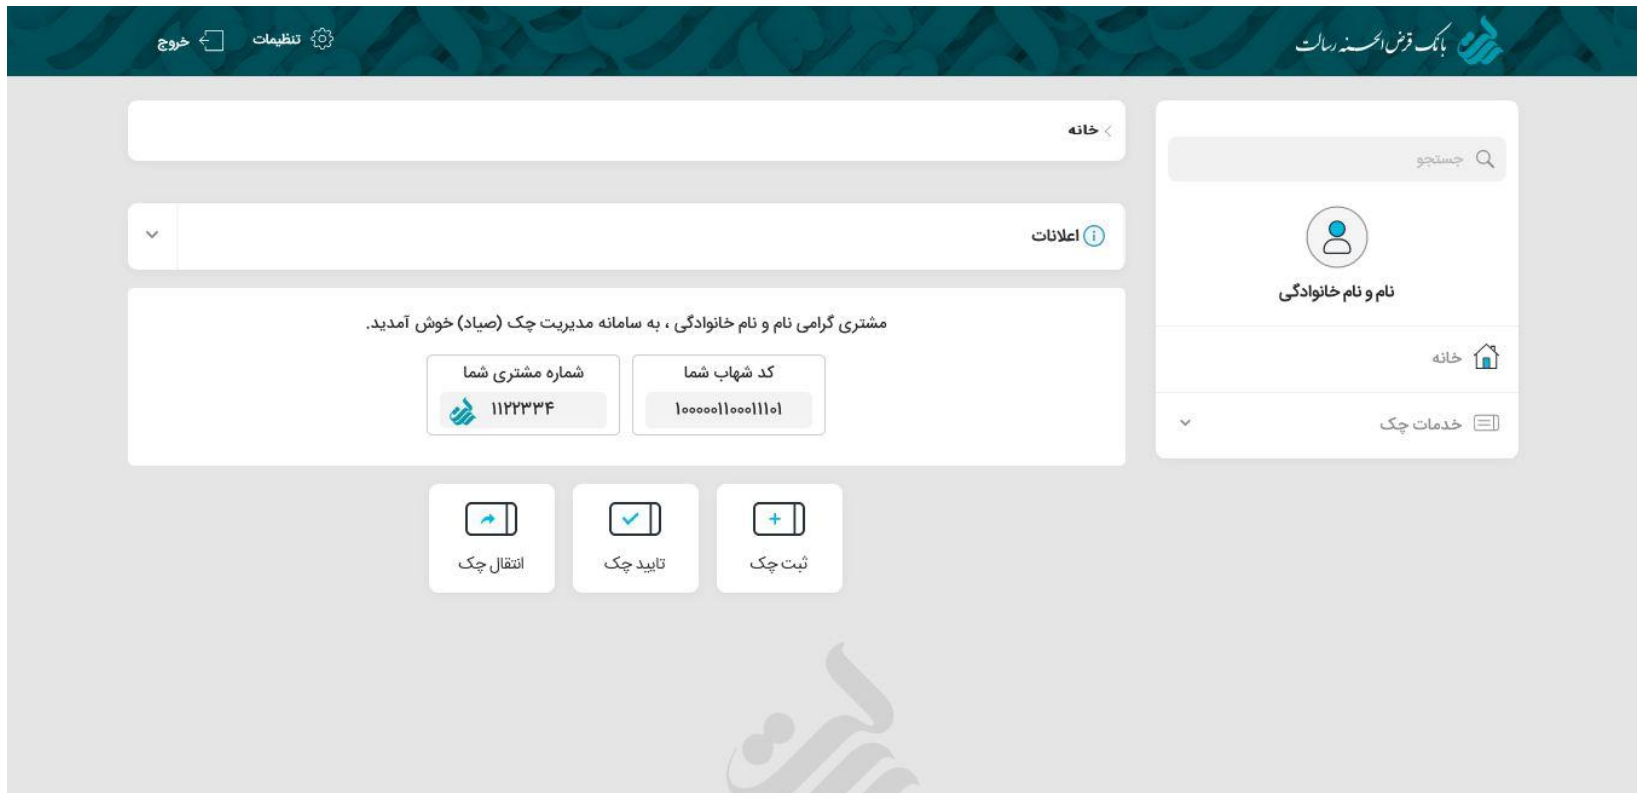 بانک قرض الحسنه رسالت
تنظیمات
خروج
جستجو
نام و نام خانوادگی
خانه
خدمات چک
خانه
اعلانات
مشتری گرامی نام و نام خانوادگی ، به سامانه مدیریت چک (صیاد) خوش آمدید.
کد شهاب شما
۱۰۰۰۰۰۱۱۰۰۰۱۱۱۰۱
شماره مشتری شما
۱۱۲۲۳۳۴
ثبت چک
تایید چک
انتقال چک